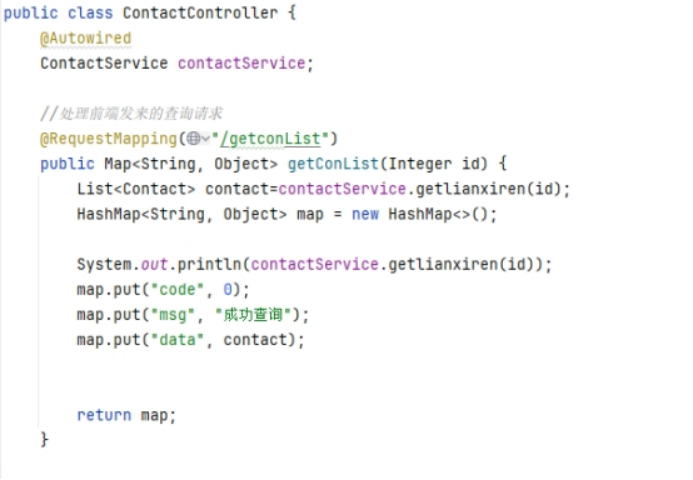 public class ContactController {
@Autowired
ContactService contactService;
//处理前端发来的查询请求
@RequestMapping("/getconList")
public Map<String, Object> getConList(Integer id) {
List<Contact> contact=contactService.getlianxiren(id);
HashMap<String, Object> map = new HashMap<>();
System.out.println(contactService.getlianxiren(id));
map.put("code", 0);
map.put("msg", "成功查询");
map.put("data", contact);
return map;
}